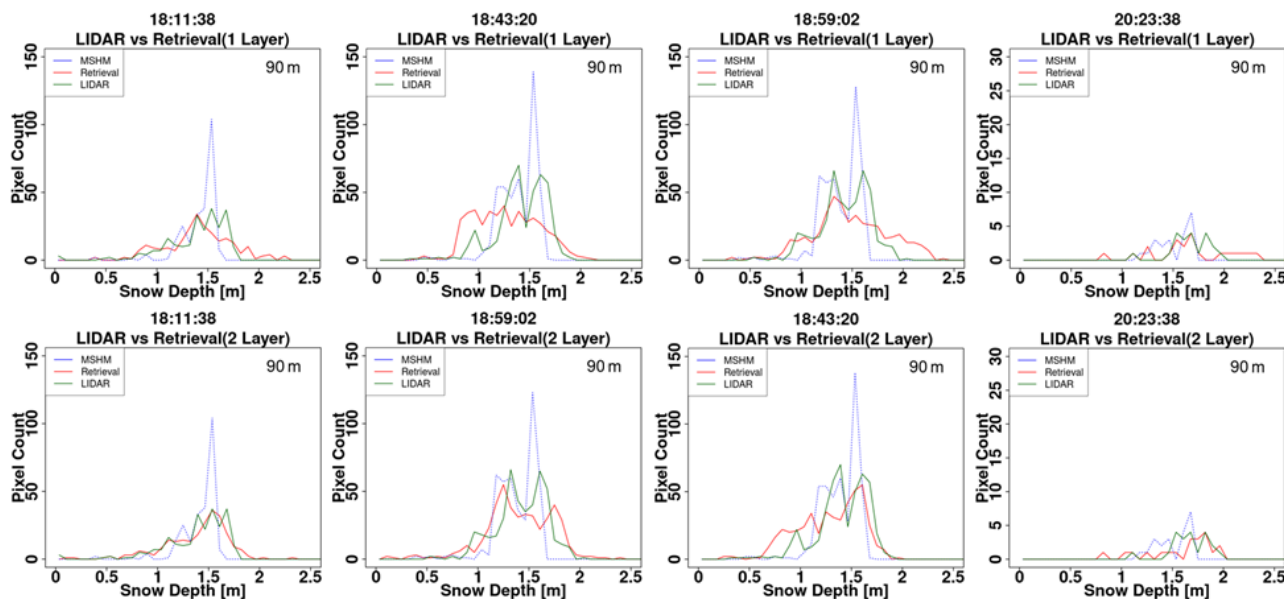 18:11:38
LIDAR vs Retrieval(1 Layer)
MSHM
Retrieval
LIDAR
90 m
Pixel Count
0 50 100 150
0 0.5 1 1.5 2 2.5
Snow Depth [m]
18:43:20
LIDAR vs Retrieval(1 Layer)
MSHM
Retrieval
LIDAR
90 m
Pixel Count
0 50 100 150
0 0.5 1 1.5 2 2.5
Snow Depth [m]
18:59:02
LIDAR vs Retrieval(1 Layer)
MSHM
Retrieval
LIDAR
90 m
Pixel Count
0 50 100 150
0 0.5 1 1.5 2 2.5
Snow Depth [m]
20:23:38
LIDAR vs Retrieval(1 Layer)
MSHM
Retrieval
LIDAR
90 m
Pixel Count
0 5 10 15 20 25 30
0 0.5 1 1.5 2 2.5
Snow Depth [m]
18:11:38
LIDAR vs Retrieval(2 Layer)
MSHM
Retrieval
LIDAR
90 m
Pixel Count
0 50 100 150
0 0.5 1 1.5 2 2.5
Snow Depth [m]
18:59:02
LIDAR vs Retrieval(2 Layer)
MSHM
Retrieval
LIDAR
90 m
Pixel Count
0 50 100 150
0 0.5 1 1.5 2 2.5
Snow Depth [m]
18:43:20
LIDAR vs Retrieval(2 Layer)
MSHM
Retrieval
LIDAR
90 m
Pixel Count
0 50 100 150
0 0.5 1 1.5 2 2.5
Snow Depth [m]
20:23:38
LIDAR vs Retrieval(2 Layer)
MSHM
Retrieval
LIDAR
90 m
Pixel Count
0 5 10 15 20 25 30
0 0.5 1 1.5 2 2.5
Snow Depth [m]